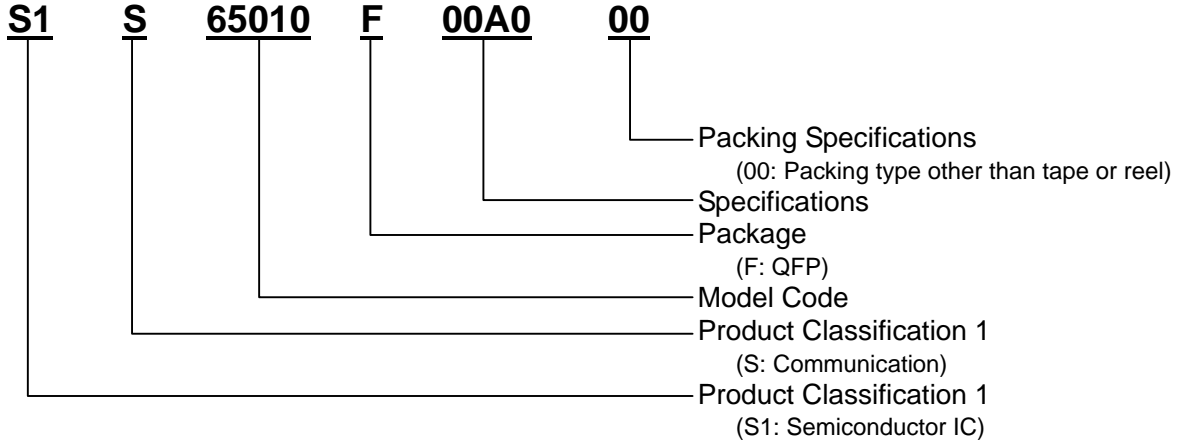 S1 S 65010 F 00A0 00
Packing Specifications
(00: Packing type other than tape or reel)
Specifications
Package
(F: QFP)
Model Code
Product Classification 1
(S: Communication)
Product Classification 1
(S1: Semiconductor IC)